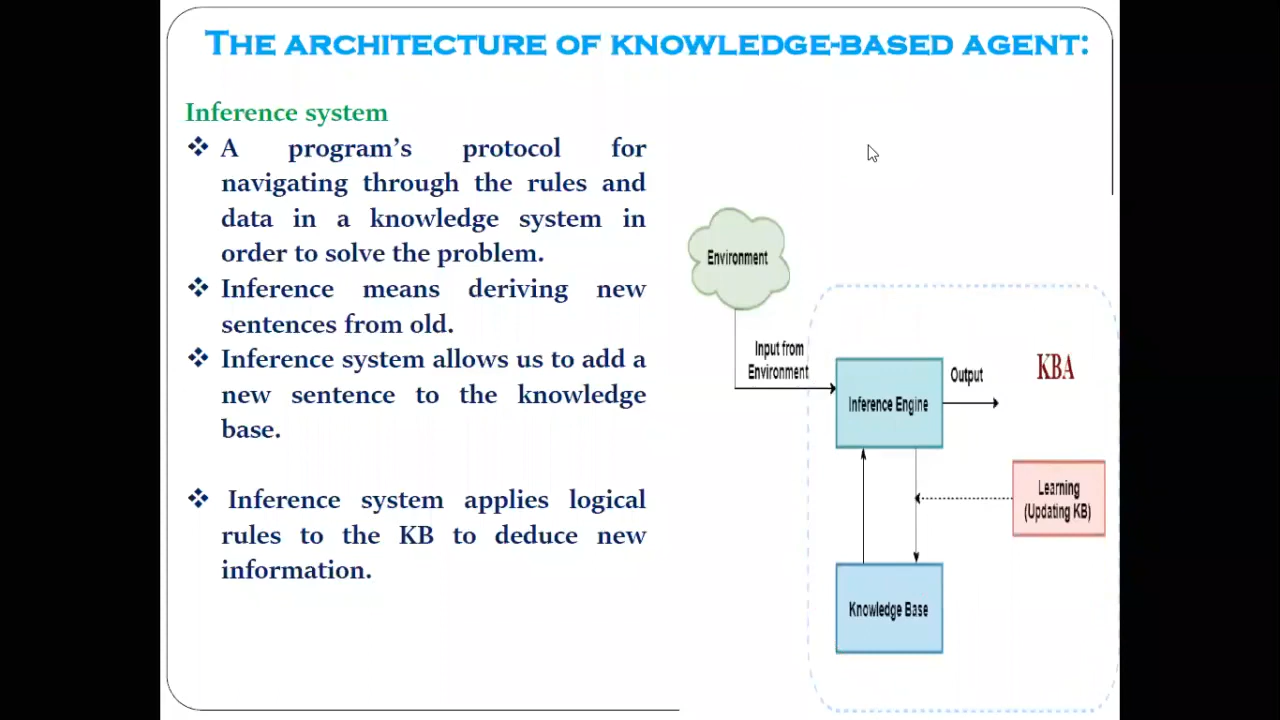 THE ARCHITECTURE OF KNOWLEDGE-BASED AGENT:
Inference system
❖ A program's protocol for
navigating through the rules and
data in a knowledge system in
order to solve the problem.
❖ Inference means deriving new
sentences from old.
❖ Inference system allows us to add a
new sentence to the knowledge
base.
❖ Inference system applies logical
rules to the KB to deduce new
information.
Environment
Input from
Environment
Inference Engine
Output
KBA
Learning
(Updating KB)
Knowledge Base